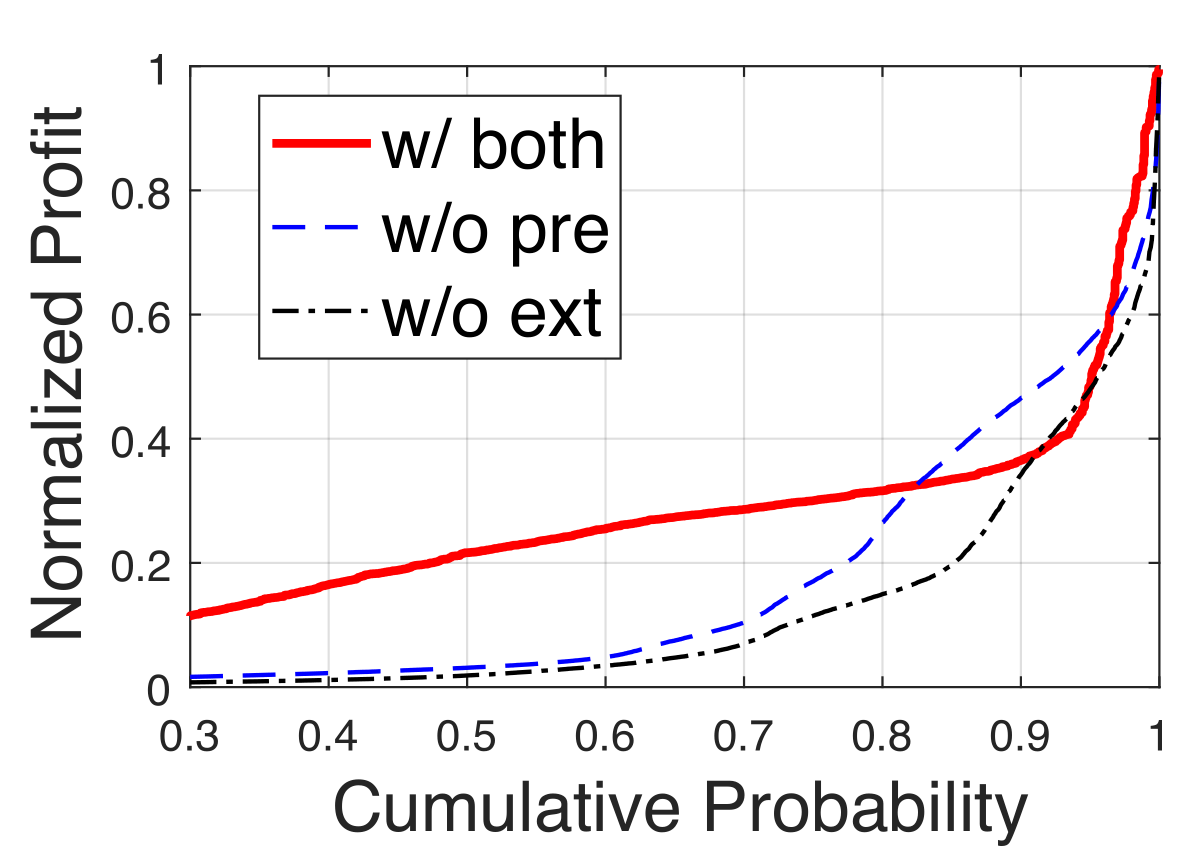 Normalized Profit
1
0.8
0.6
0.4
0.2
0
w/ both
w/o pre
w/o ext
0.3 0.4 0.5 0.6 0.7 0.8 0.9 1
Cumulative Probability